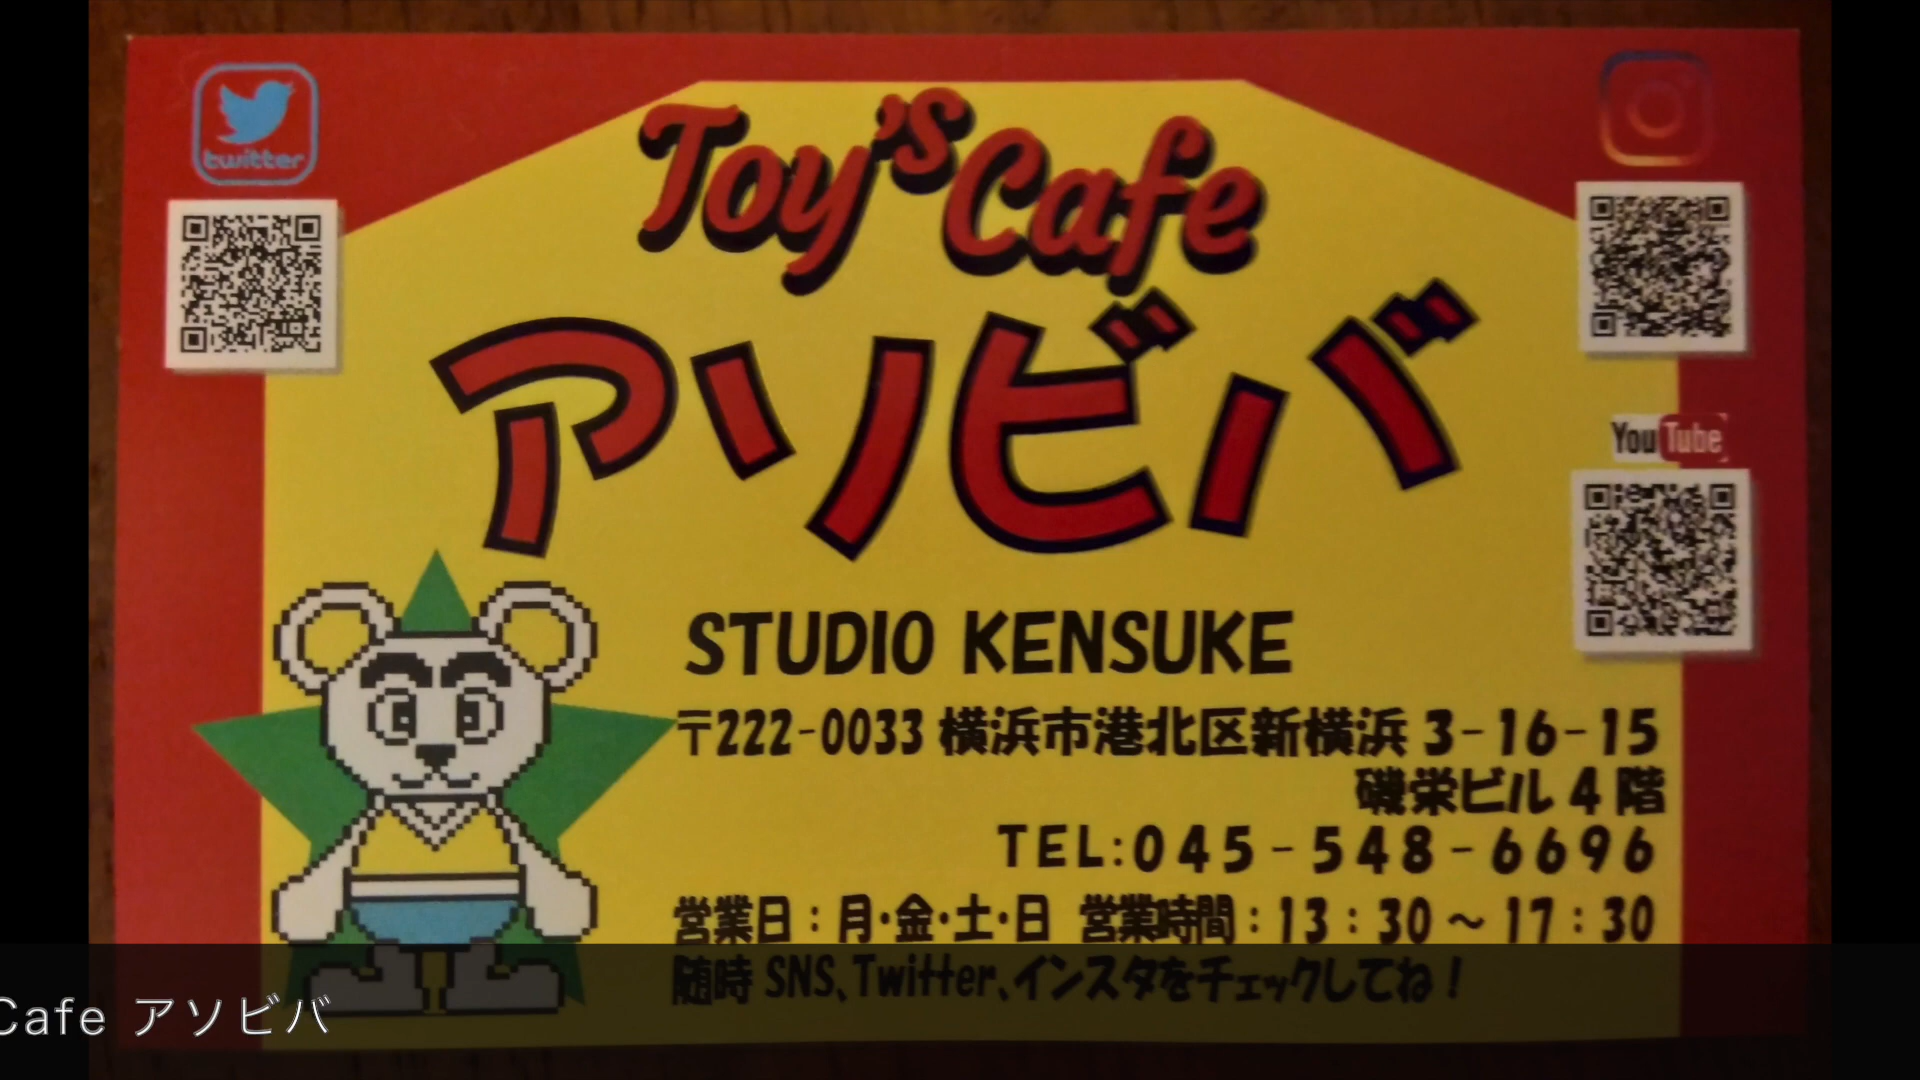 twitter
Toy'sCafe
アソビバ
YouTube
STUDIO KENSUKE
〒222-0033 横浜市港北区新横浜 3-16-15
磯栄ビル 4 階
TEL:045-548-6696
営業日:月・金・土・日 営業時間:13:30～17:30
随時 SNS、Twitter、インスタをチェックしてね!
Cafe アソビバ